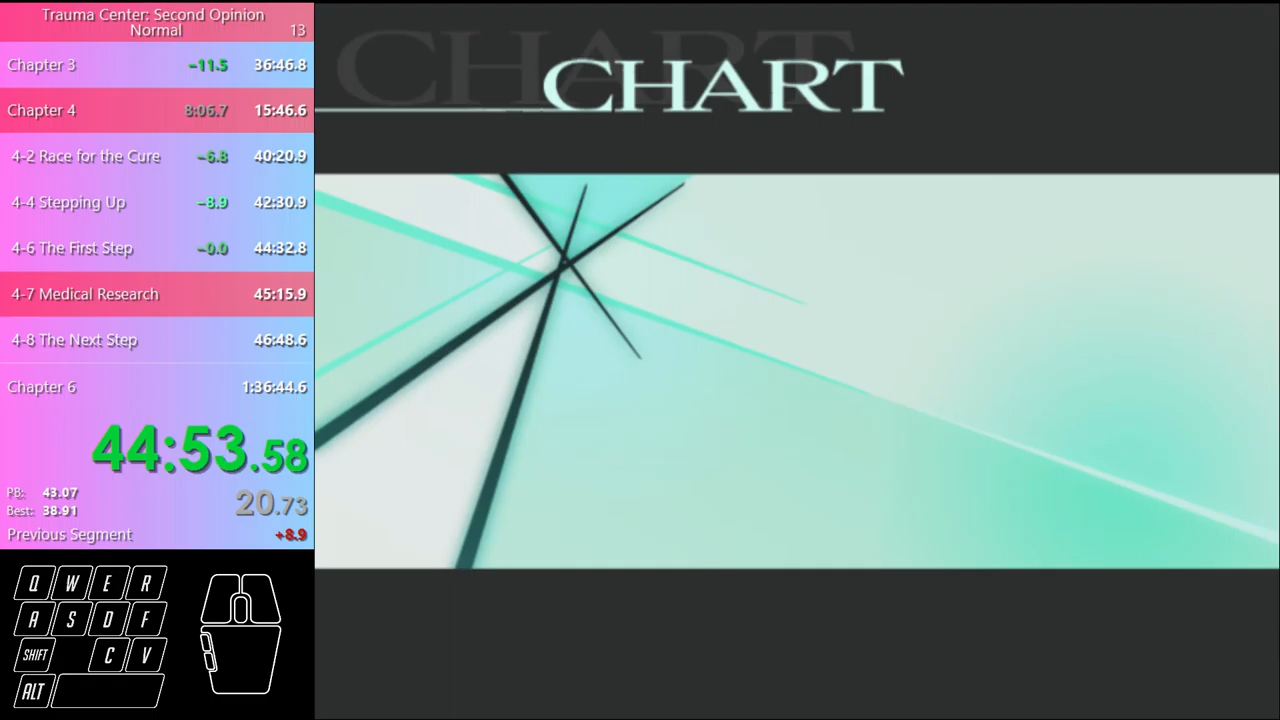 Trauma Center: Second Opinion
Normal 13
Chapter 3 −11.5 36:46.8
Chapter 4 8:06.7 15:46.6
4-2 Race for the Cure −6.8 40:20.9
4-4 Stepping Up −8.9 42:30.9
4-6 The First Step −0.0 44:32.8
4-7 Medical Research 45:15.9
4-8 The Next Step 46:48.6
Chapter 6 1:36:44.6
44:53.58
PB: 43.07
Best: 38.91
20.73
Previous Segment +8.9
Q W E R
A S D F
SHIFT C V
ALT
CHART
CHART